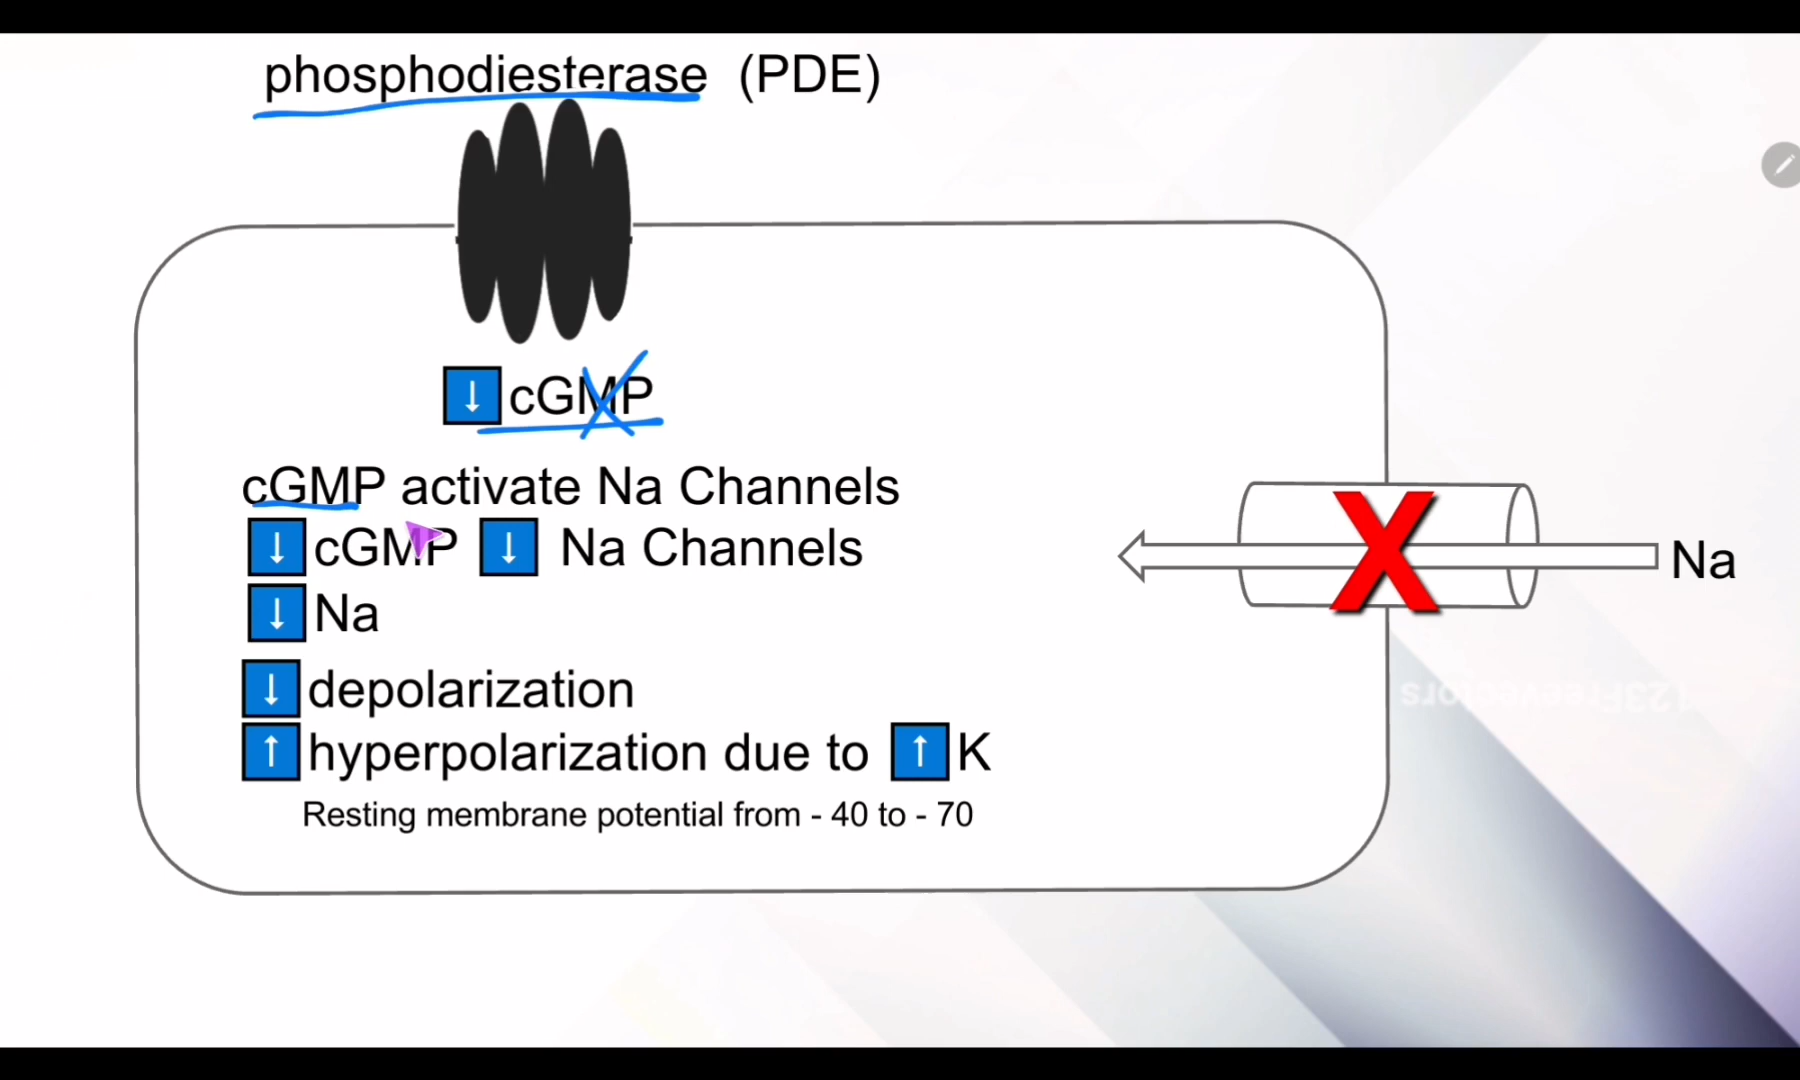 phosphodiesterase (PDE)
↓ cGMP
cGMP activate Na Channels
↓ cGMP ↓ Na Channels
↓ Na
↓ depolarization
↑ hyperpolarization due to ↑ K
Resting membrane potential from - 40 to - 70
X
Na
123Freevectors